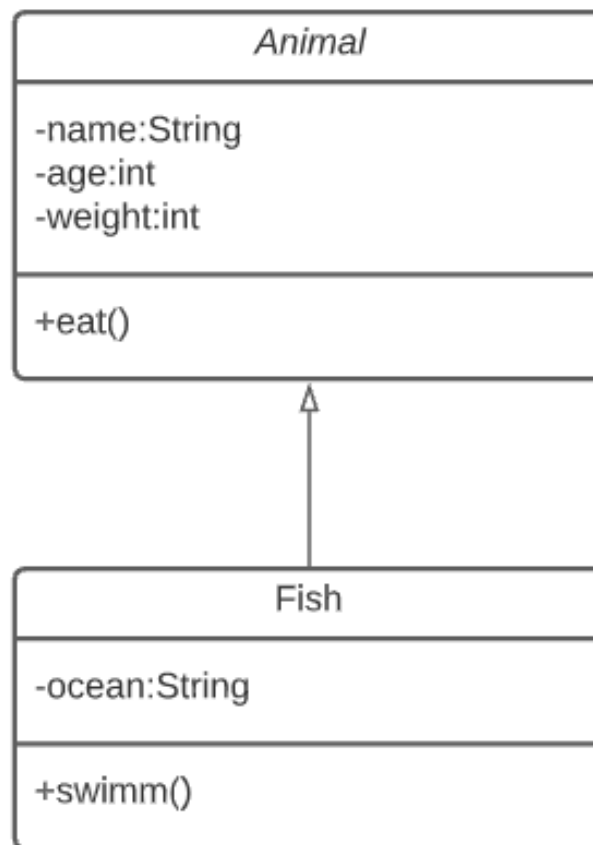 Animal
-name:String
-age:int
-weight:int
+eat()
Fish
-ocean:String
+swimm()